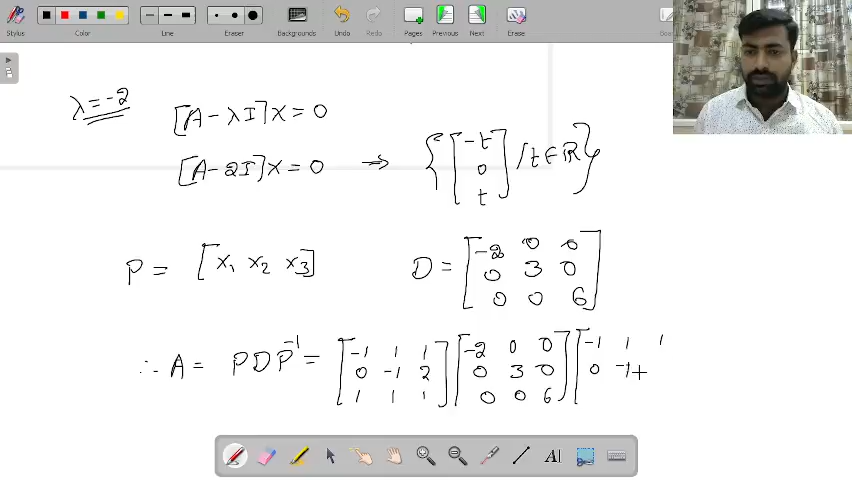 Stylus
Color
Line
Eraser
Backgrounds
Undo
Redo
Pages
Previous
Next
Erase
λ = -2
[A - λI]X = 0
[A - 2I]X = 0 ⇒ { [ -t 0 t ] / t ∈ ℝ }
P = [x₁ x₂ x₃]
D = [ -2 0 0
0 3 0
0 0 6 ]
∴ A = PDP⁻¹ = [ -1 1 1 ] [ -2 0 0 ] [ -1 1 1
0 -1 2 0 3 0 0 -1
1 1 1 0 0 6
A